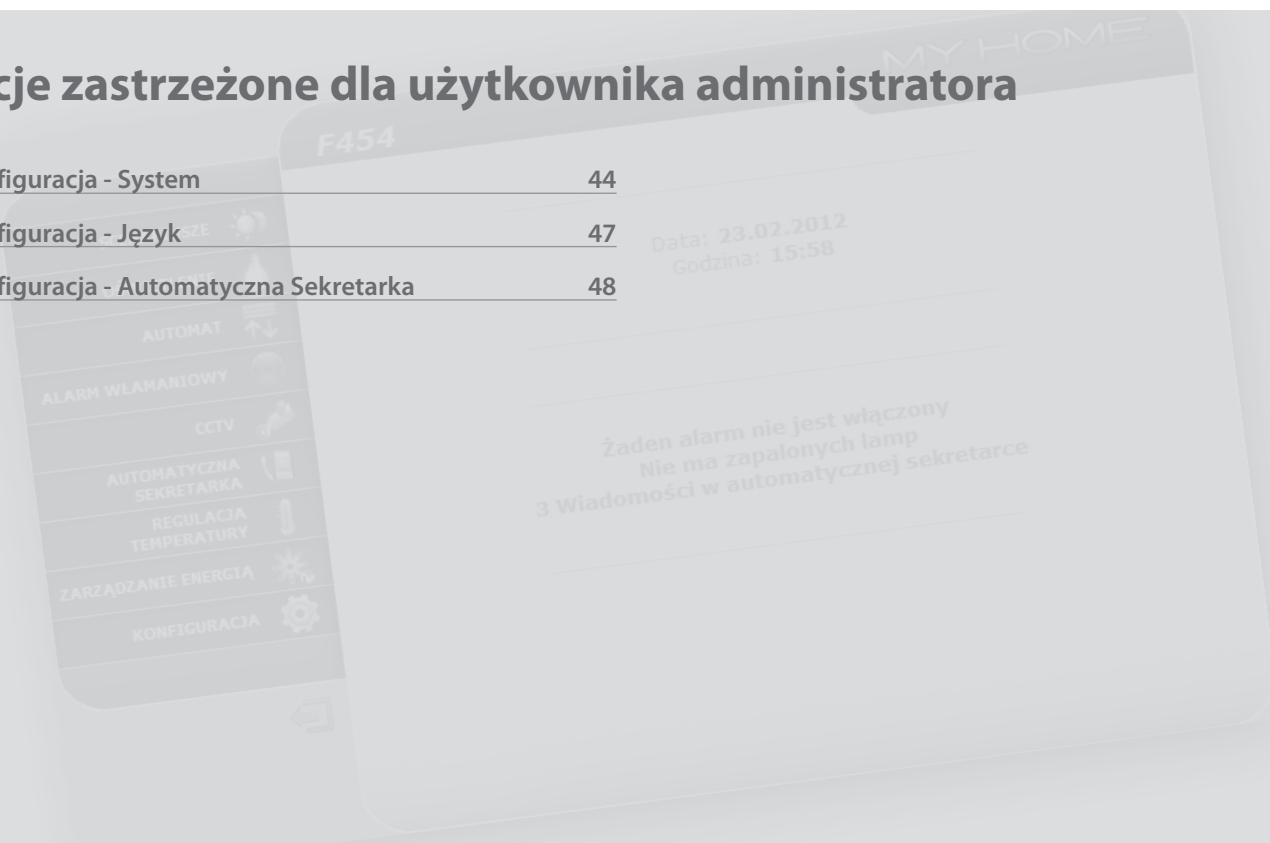 cje zastrzeżone dla użytkownika administratora
figuracja - System 44
figuracja - Język 47
figuracja - Automatyczna Sekretarka 48
MY HOME
F454
Data: 23.02.2012
Godzina: 15:58
AUTOMAT
ALARM WŁAMANIOWY
CCTV
AUTOMATYCZNA
SEKRETARKA
REGULACJA
TEMPERATURY
ZARZĄDZANIE ENERGIĄ
KONFIGURACJA
Żaden alarm nie jest włączony
Nie ma zapalonych lamp
3 Wiadomości w automatycznej sekretarce